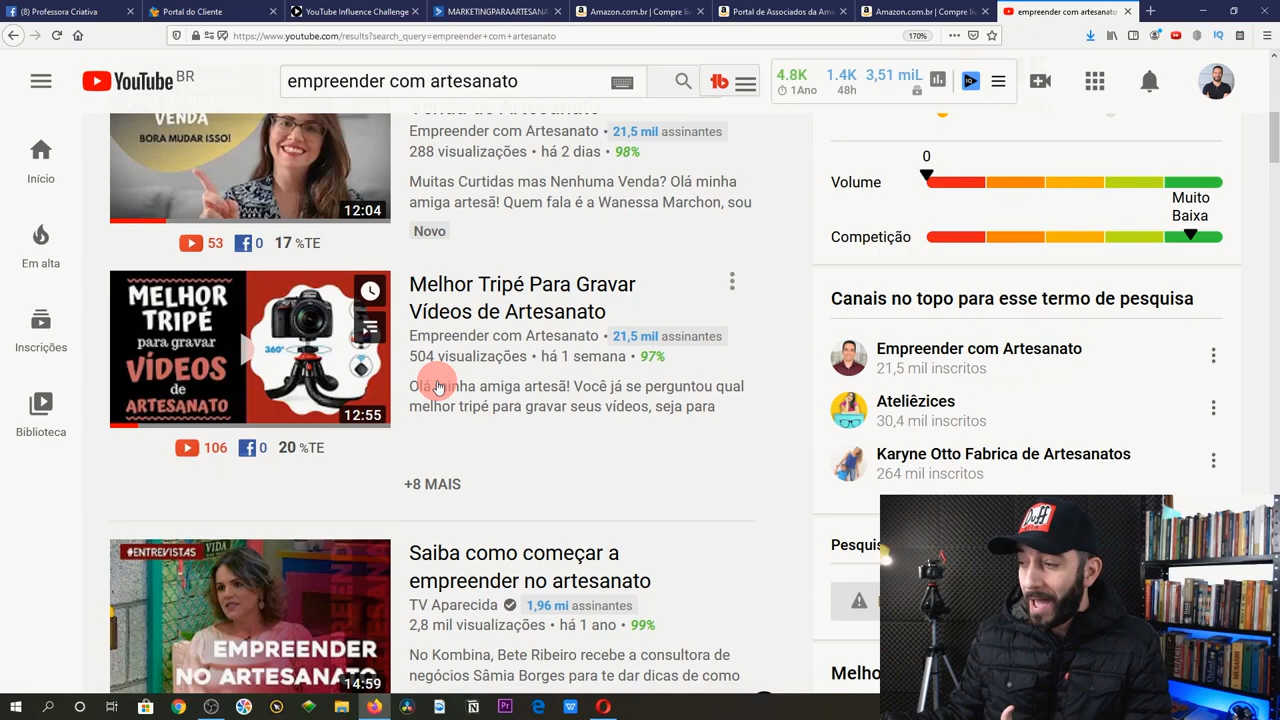 (8) Professora Criativa
Portal do Cliente
YouTube Influence Challenge
MARKETINGPARAARTESAN
Amazon.com.br | Compre li
Portal de Associados da Am
Amazon.com.br | Compre li
empreender com artesanato
https://www.youtube.com/results?search_query=empreender+com+artesanato
170%
YouTube BR
empreender com artesanato
4.8K
1Ano
1.4K
48h
3,51 miL
Início
Em alta
Inscrições
Biblioteca
VENDA
BORA MUDAR ISSO!
12:04
53
0
17 %TE
Venda de Artesanato
Empreender com Artesanato • 21,5 mil assinantes
288 visualizações • há 2 dias • 98%
Muitas Curtidas mas Nenhuma Venda? Olá minha
amiga artesã! Quem fala é a Wanessa Marchon, sou
Novo
MELHOR
TRIPÉ
para gravar
VÍDEOS
de
ARTESANATO
360°
12:55
106
0
20 %TE
Melhor Tripé Para Gravar
Vídeos de Artesanato
Empreender com Artesanato • 21,5 mil assinantes
504 visualizações • há 1 semana • 97%
Olá minha amiga artesã! Você já se perguntou qual
melhor tripé para gravar seus vídeos, seja para
+8 MAIS
#ENTREVISTAS
VIDA
EMPREENDER
NO ARTESANATO
14:59
Saiba como começar a
empreender no artesanato
TV Aparecida
1,96 mi assinantes
2,8 mil visualizações • há 1 ano • 99%
No Kombina, Bete Ribeiro recebe a consultora de
negócios Sâmia Borges para te dar dicas de como
0
Volume
Muito
Baixa
Competição
Canais no topo para esse termo de pesquisa
Empreender com Artesanato
21,5 mil inscritos
Ateliêzices
30,4 mil inscritos
Karyne Otto Fabrica de Artesanatos
264 mil inscritos
Pesquis
Melho
Duff